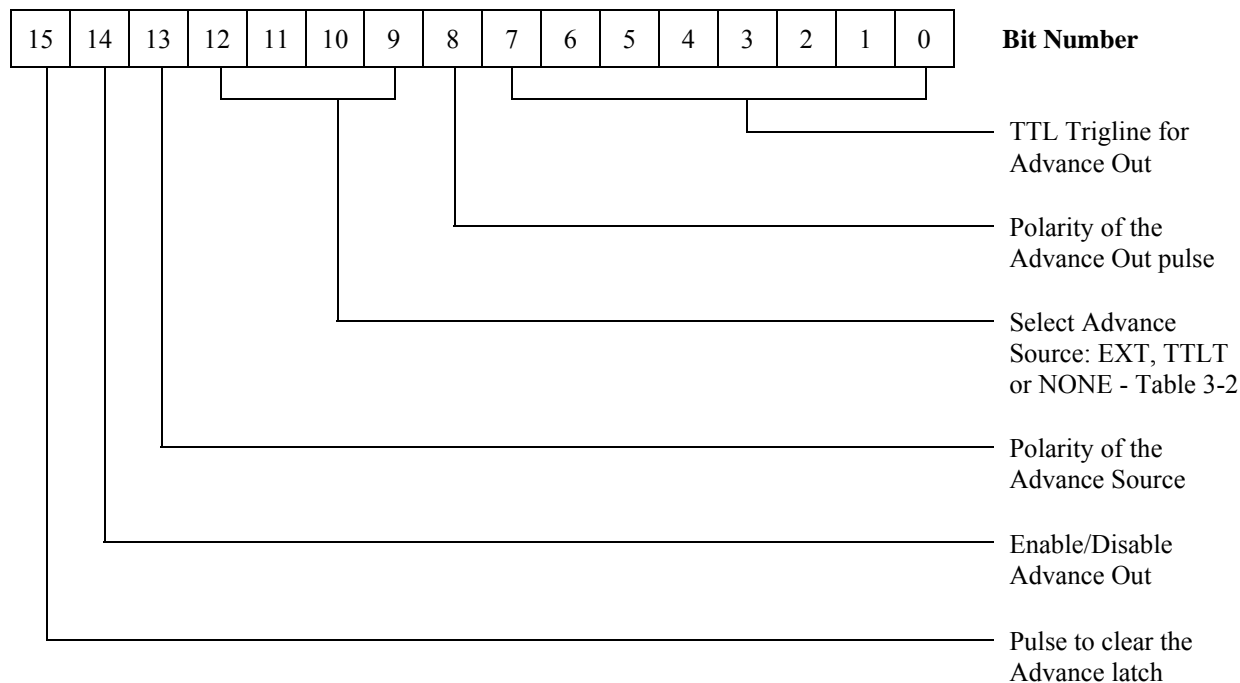 15 14 13 12 11 10 9 8 7 6 5 4 3 2 1 0 Bit Number
TTL Trigline for
Advance Out
Polarity of the
Advance Out pulse
Select Advance
Source: EXT, TTLT
or NONE - Table 3-2
Polarity of the
Advance Source
Enable/Disable
Advance Out
Pulse to clear the
Advance latch